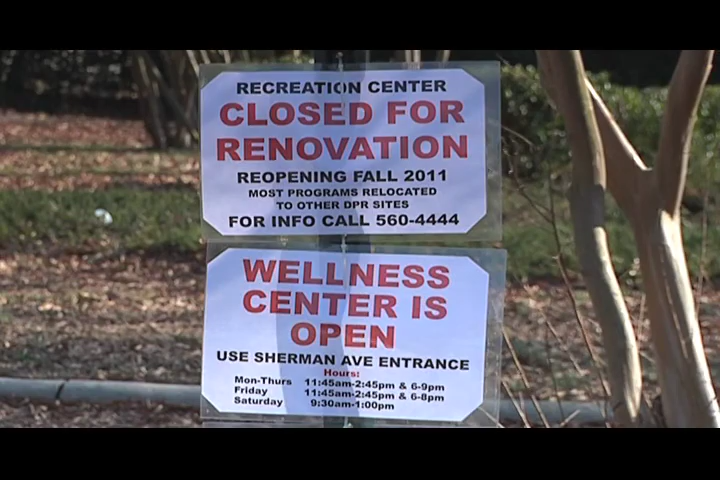 RECREATION CENTER
CLOSED FOR
RENOVATION
REOPENING FALL 2011
MOST PROGRAMS RELOCATED
TO OTHER DPR SITES
FOR INFO CALL 560-4444
WELLNESS
CENTER IS
OPEN
USE SHERMAN AVE ENTRANCE
Hours:
Mon-Thurs 11:45am-2:45pm & 6-9pm
Friday 11:45am-2:45pm & 6-8pm
Saturday 9:30am-1:00pm